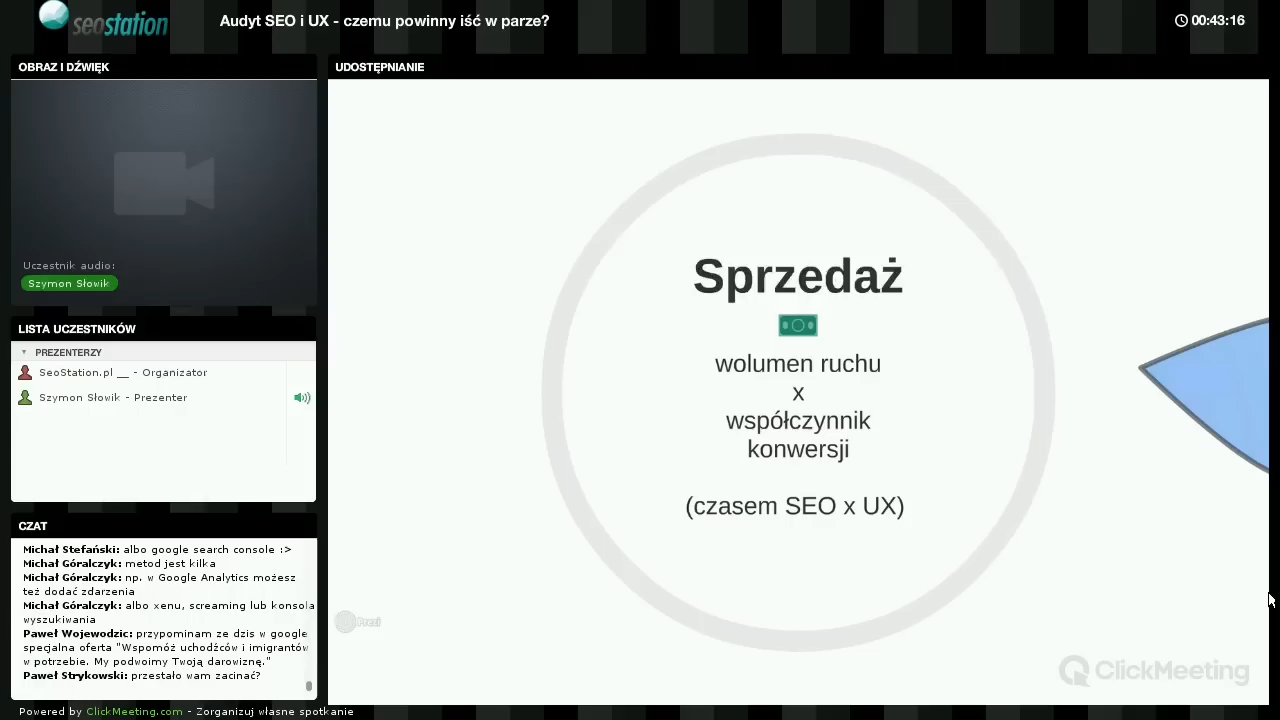 seostation
Audyt SEO i UX - czemu powinny iść w parze?
00:43:16
OBRAZ I DŹWIĘK
Uczestnik audio:
Szymon Słowik
LISTA UCZESTNIKÓW
PREZENTERZY
SeoStation.pl __ - Organizator
Szymon Słowik - Prezenter
CZAT
Michał Stefański: albo google search console :>
Michał Góralczyk: metod jest kilka
Michał Góralczyk: np. w Google Analytics możesz
też dodać zdarzenia
Michał Góralczyk: albo xenu, screaming lub konsola
wyszukiwania
Paweł Wojewodzic: przypominam ze dzis w google
specjalna oferta "Wspomóż uchodźców i imigrantów
w potrzebie. My podwoimy Twoją darowiznę."
Paweł Strykowski: przestało wam zacinać?
Powered by ClickMeeting.com - Zorganizuj własne spotkanie
UDOSTĘPNIANIE
Sprzedaż
wolumen ruchu
x
współczynnik
konwersji
(czasem SEO x UX)
Prezi
ClickMeeting